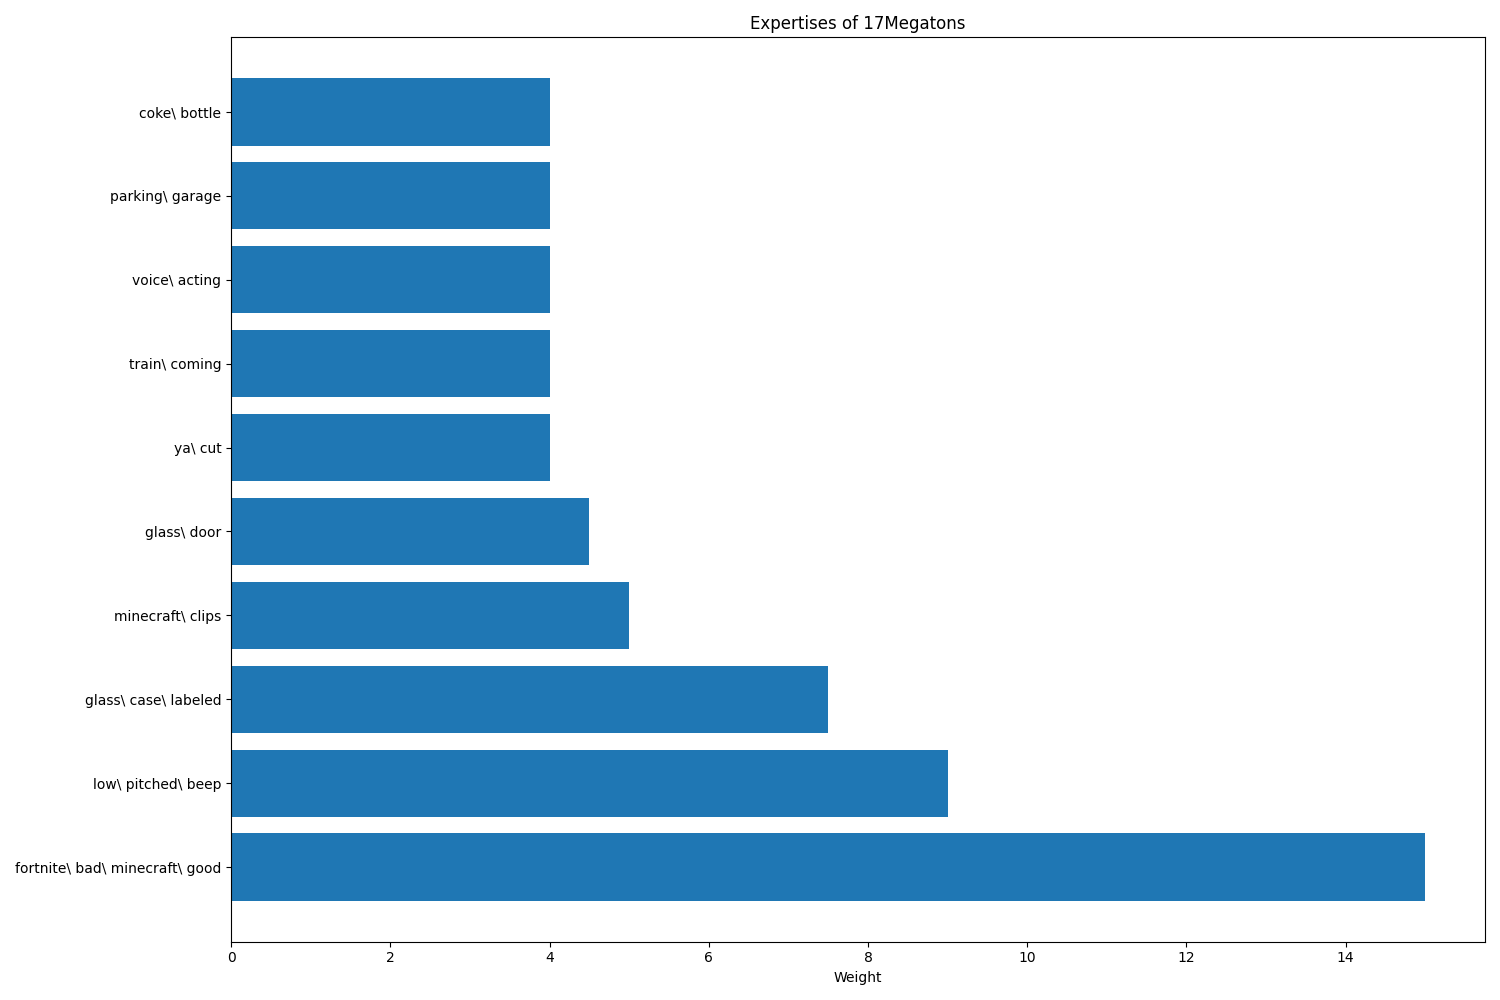 Expertises of 17Megatons
coke\ bottle
parking\ garage
voice\ acting
train\ coming
ya\ cut
glass\ door
minecraft\ clips
glass\ case\ labeled
low\ pitched\ beep
fortnite\ bad\ minecraft\ good
0 2 4 6 8 10 12 14
Weight